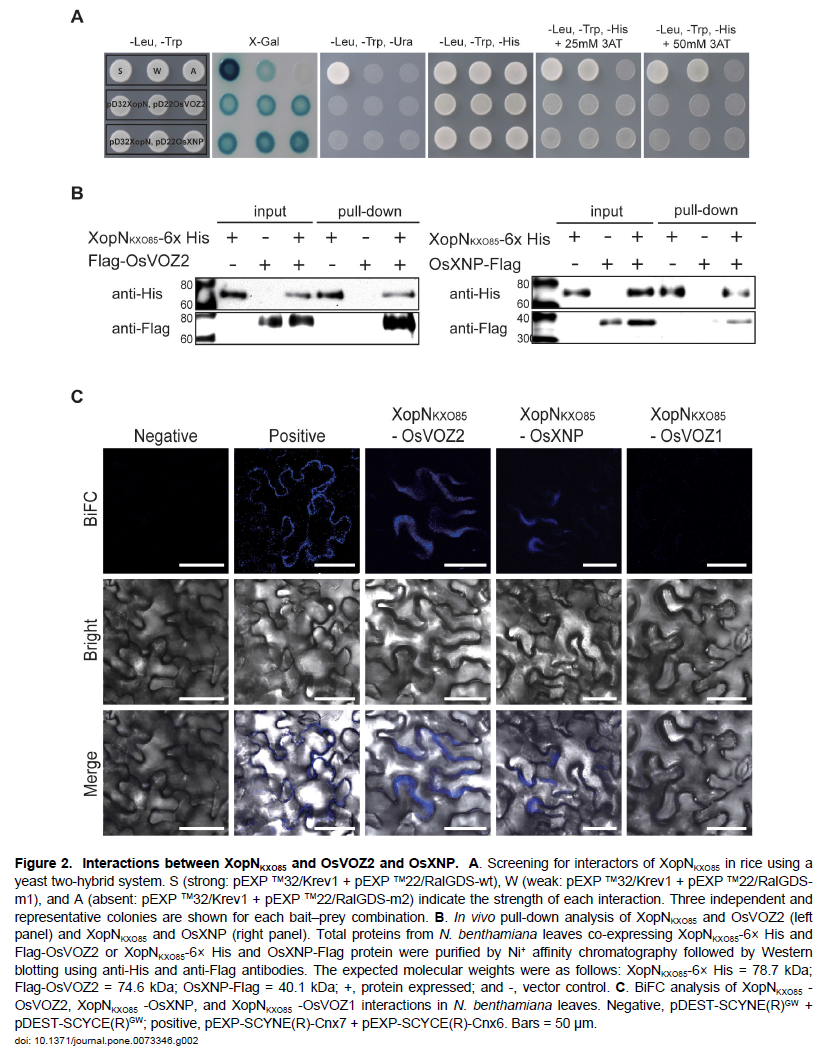 A
-Leu, -Trp
X-Gal
-Leu, -Trp, -Ura
-Leu, -Trp, -His
-Leu, -Trp, -His
+ 25mM 3AT
-Leu, -Trp, -His
+ 50mM 3AT
S W A
pD32XopN, pD22OsVOZ2
pD32XopN, pD22OsXNP
B
input pull-down
XopNKXO85-6x His + - + + - +
Flag-OsVOZ2 - + + - + +
anti-His 80 60
anti-Flag 80 60
input pull-down
XopNKXO85-6x His + - + + - +
OsXNP-Flag - + + - + +
anti-His 80 60
anti-Flag 40 300
C
Negative
Positive
XopNKXO85
- OsVOZ2
XopNKXO85
- OsXNP
XopNKXO85
- OsVOZ1
BiFC
Bright
Merge
Figure 2. Interactions between XopNKXO85 and OsVOZ2 and OsXNP. A. Screening for interactors of XopNKXO85 in rice using a
yeast two-hybrid system. S (strong: pEXP ™32/Krev1 + pEXP ™22/RalGDS-wt), W (weak: pEXP ™32/Krev1 + pEXP ™22/RalGDS-
m1), and A (absent: pEXP ™32/Krev1 + pEXP ™22/RalGDS-m2) indicate the strength of each interaction. Three independent and
representative colonies are shown for each bait–prey combination. B. In vivo pull-down analysis of XopNKXO85 and OsVOZ2 (left
panel) and XopNKXO85 and OsXNP (right panel). Total proteins from N. benthamiana leaves co-expressing XopNKXO85-6× His and
Flag-OsVOZ2 or XopNKXO85-6× His and OsXNP-Flag protein were purified by Ni⁺ affinity chromatography followed by Western
blotting using anti-His and anti-Flag antibodies. The expected molecular weights were as follows: XopNKXO85-6× His = 78.7 kDa;
Flag-OsVOZ2 = 74.6 kDa; OsXNP-Flag = 40.1 kDa; +, protein expressed; and -, vector control. C. BiFC analysis of XopNKXO85 -
OsVOZ2, XopNKXO85 -OsXNP, and XopNKXO85 -OsVOZ1 interactions in N. benthamiana leaves. Negative, pDEST-SCYNE(R)GW +
pDEST-SCYCE(R)GW; positive, pEXP-SCYNE(R)-Cnx7 + pEXP-SCYCE(R)-Cnx6. Bars = 50 μm.
doi: 10.1371/journal.pone.0073346.g002